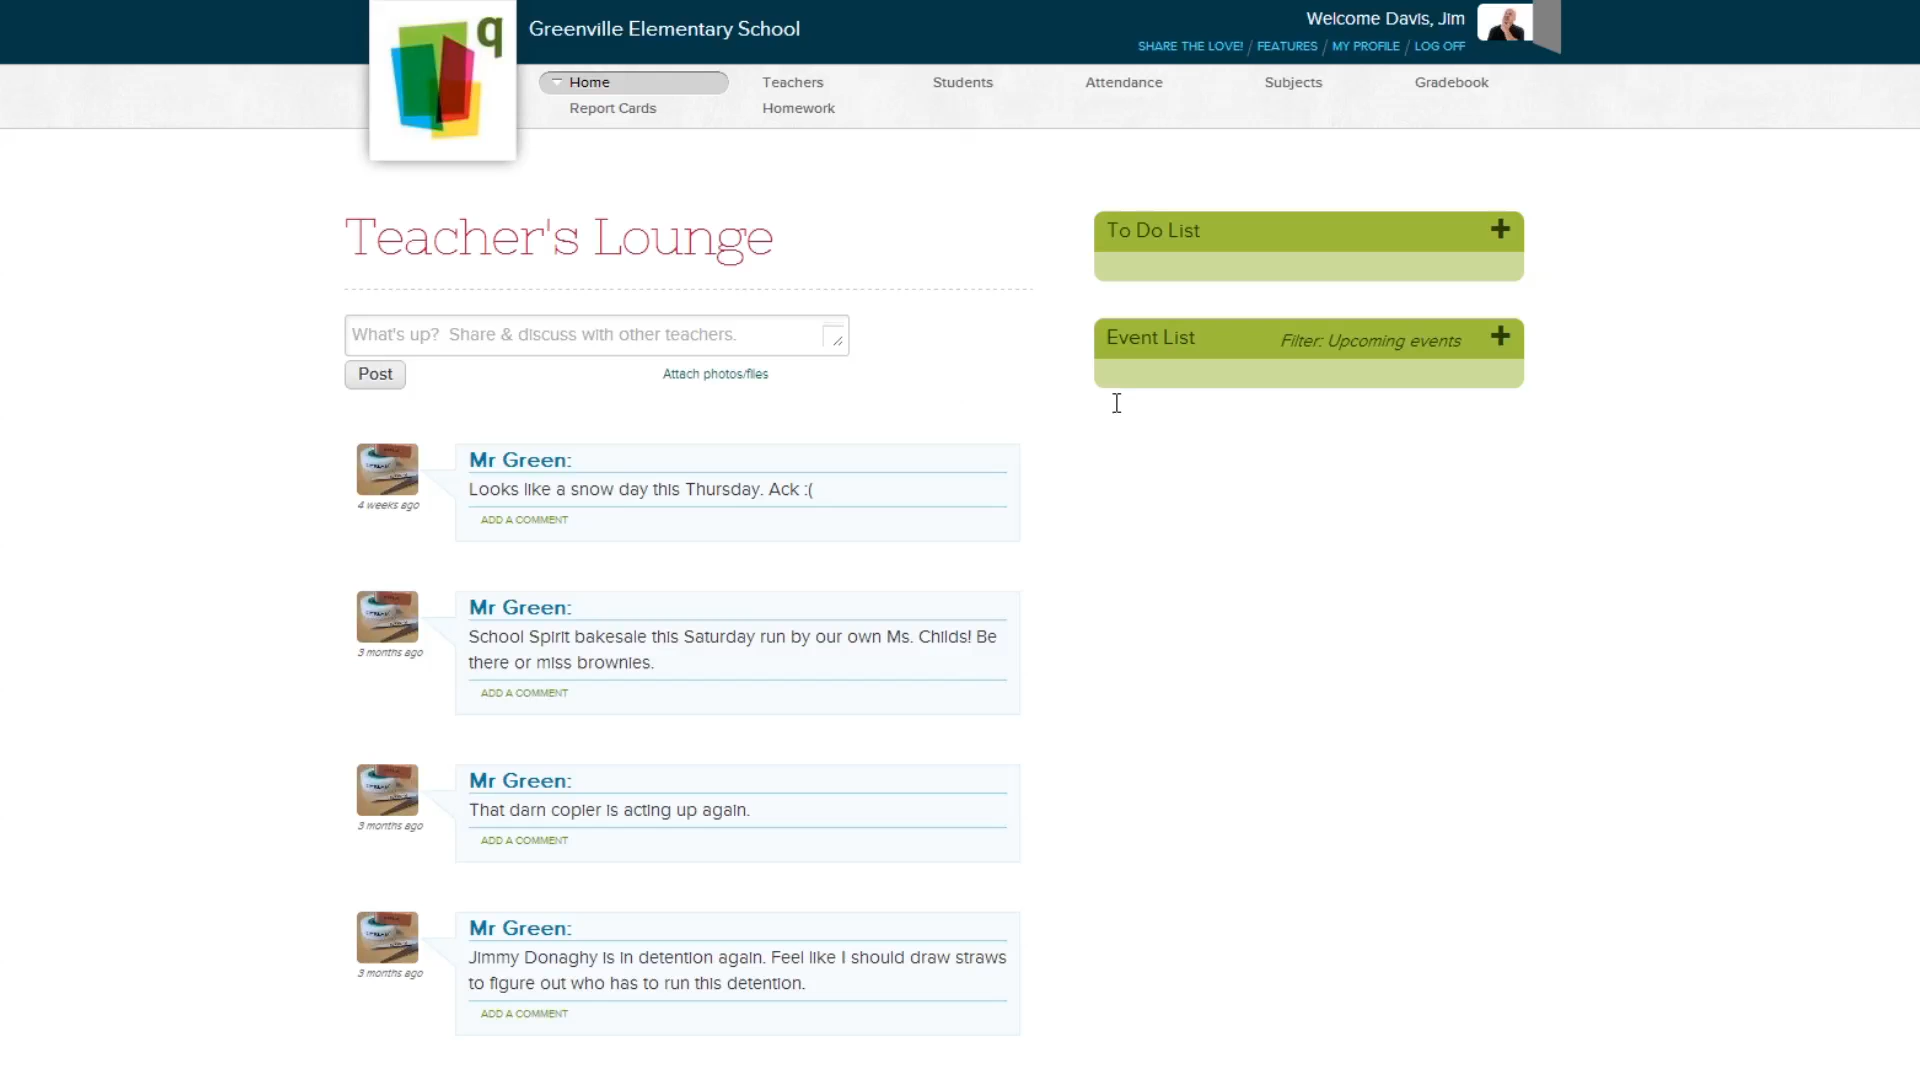 q
Greenville Elementary School
Welcome Davis, Jim
SHARE THE LOVE! / FEATURES / MY PROFILE / LOG OFF
Home
Teachers
Students
Attendance
Subjects
Gradebook
Report Cards
Homework
Teacher's Lounge
What's up? Share & discuss with other teachers.
Post
Attach photos/files
Mr Green:
Looks like a snow day this Thursday. Ack :(
4 weeks ago
ADD A COMMENT
Mr Green:
School Spirit bakesale this Saturday run by our own Ms. Childs! Be
there or miss brownies.
3 months ago
ADD A COMMENT
Mr Green:
That darn copier is acting up again.
3 months ago
ADD A COMMENT
Mr Green:
Jimmy Donaghy is in detention again. Feel like I should draw straws
to figure out who has to run this detention.
3 months ago
ADD A COMMENT
To Do List
+
Event List
Filter: Upcoming events
+